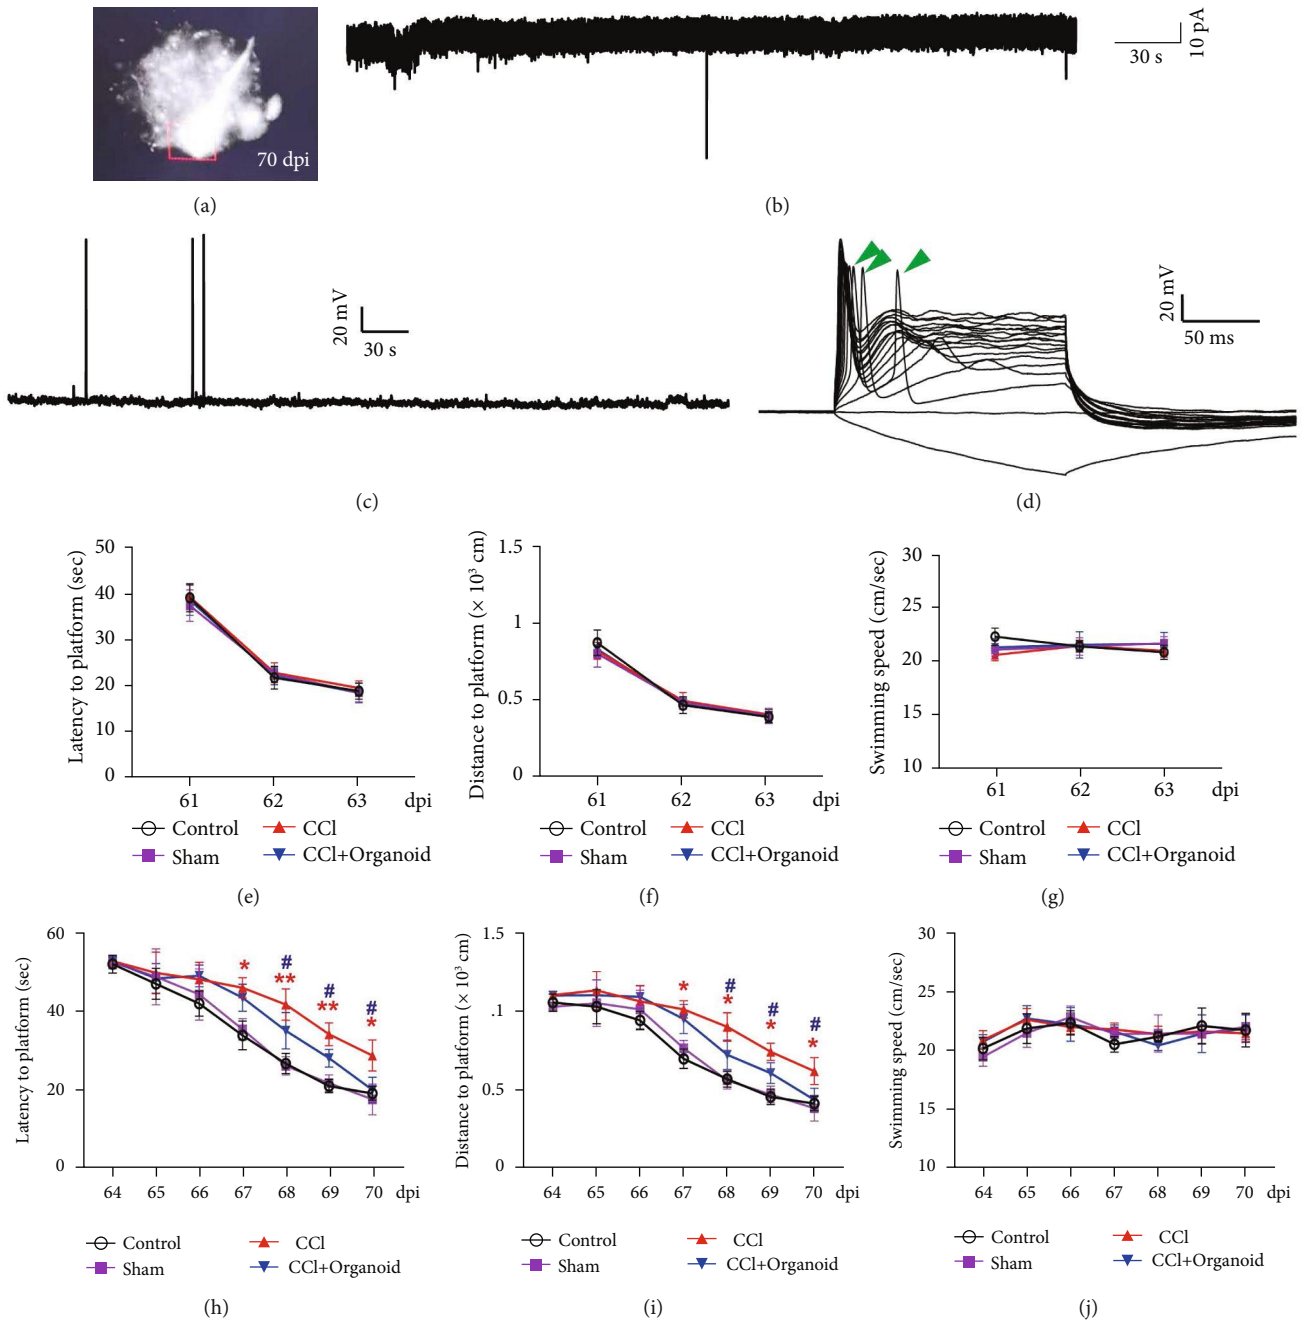 70 dpi
(a)
30 s
10 pA
(b)
20 mV
30 s
(c)
20 mV
50 ms
(d)
Latency to platform (sec)
50
40
30
20
10
0
61 62 63 dpi
Control CCl
Sham CCl+Organoid
(e)
Distance to platform (× 10³ cm)
1.5
1
0.5
0
61 62 63 dpi
Control CCl
Sham CCl+Organoid
(f)
Swimming speed (cm/sec)
30
25
20
15
10
61 62 63 dpi
Control CCl
Sham CCl+Organoid
(g)
Latency to platform (sec)
60
40
20
0
* # ** # ** # *
64 65 66 67 68 69 70 dpi
Control CCl
Sham CCl+Organoid
(h)
Distance to platform (× 10³ cm)
1.5
1
0.5
0
* # * # * # *
64 65 66 67 68 69 70 dpi
Control CCl
Sham CCl+Organoid
(i)
Swimming speed (cm/sec)
30
25
20
15
10
64 65 66 67 68 69 70 dpi
Control CCl
Sham CCl+Organoid
(j)